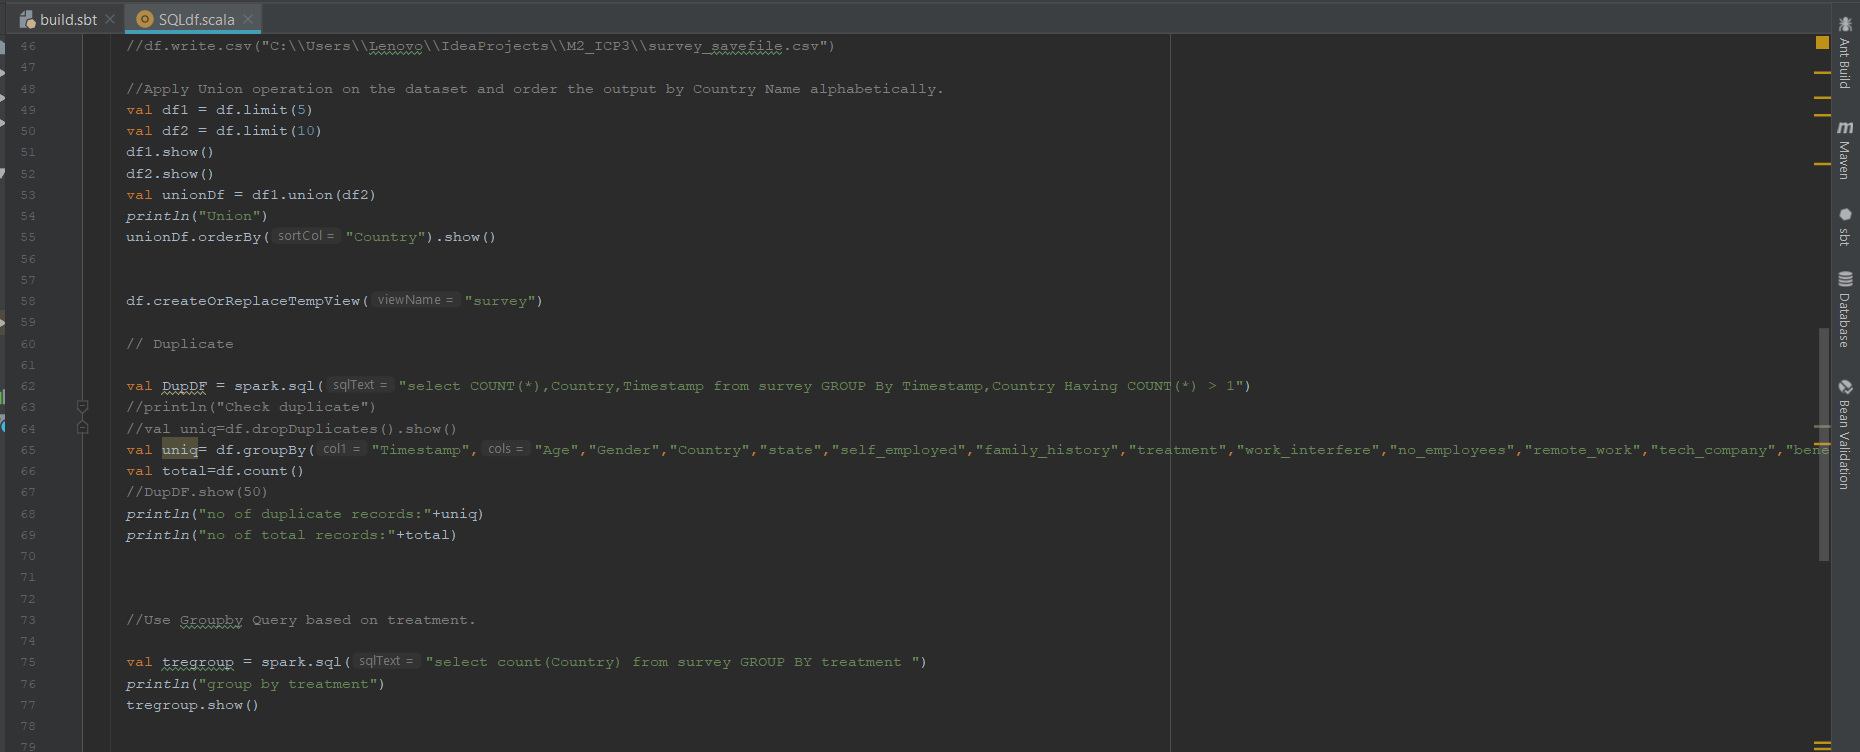 build.sbt
SQLdf.scala
46 //df.write.csv("C:\\Users\\Lenovo\\IdeaProjects\\M2_ICP3\\survey_savefile.csv")
47
48 //Apply Union operation on the dataset and order the output by Country Name alphabetically.
49 val df1 = df.limit(5)
50 val df2 = df.limit(10)
51 df1.show()
52 df2.show()
53 val unionDf = df1.union(df2)
54 println("Union")
55 unionDf.orderBy( sortCol = "Country").show()
56
57
58 df.createOrReplaceTempView( viewName = "survey")
59
60 // Duplicate
61
62 val DupDF = spark.sql( sqlText = "select COUNT(*),Country,Timestamp from survey GROUP By Timestamp,Country Having COUNT(*) > 1")
63 //println("Check duplicate")
64 //val uniq=df.dropDuplicates().show()
65 val uniq= df.groupBy( col1 = "Timestamp", cols = "Age","Gender","Country","state","self_employed","family_history","treatment","work_interfere","no_employees","remote_work","tech_company","bene
66 val total=df.count()
67 //DupDF.show(50)
68 println("no of duplicate records:"+uniq)
69 println("no of total records:"+total)
70
71
72
73 //Use Groupby Query based on treatment.
74
75 val tregroup = spark.sql( sqlText = "select count(Country) from survey GROUP BY treatment ")
76 println("group by treatment")
77 tregroup.show()
78
79
Ant Build
m Maven
sbt
Database
Bean Validation